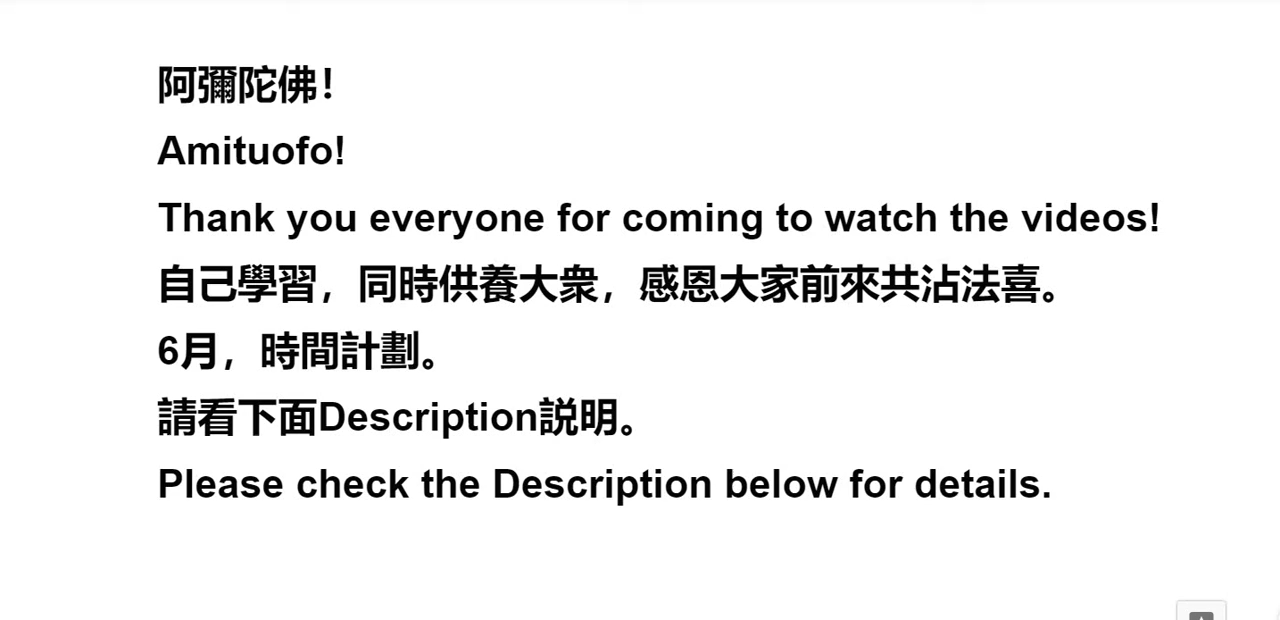 阿彌陀佛！
Amituofo!
Thank you everyone for coming to watch the videos!
自己學習，同時供養大衆，感恩大家前來共沾法喜。
6月，時間計劃。
請看下面Description説明。
Please check the Description below for details.